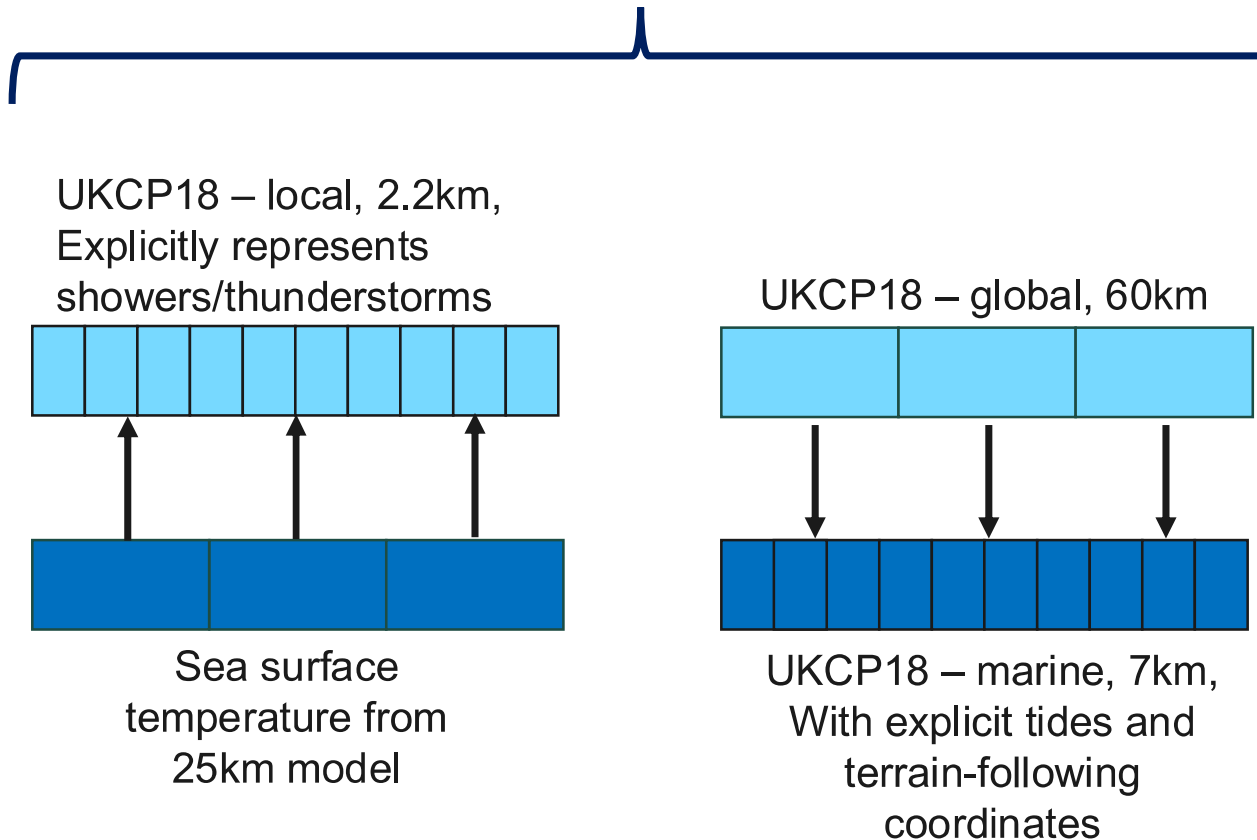 UKCP18 – local, 2.2km,
Explicitly represents
showers/thunderstorms
UKCP18 – global, 60km
Sea surface
temperature from
25km model
UKCP18 – marine, 7km,
With explicit tides and
terrain-following
coordinates